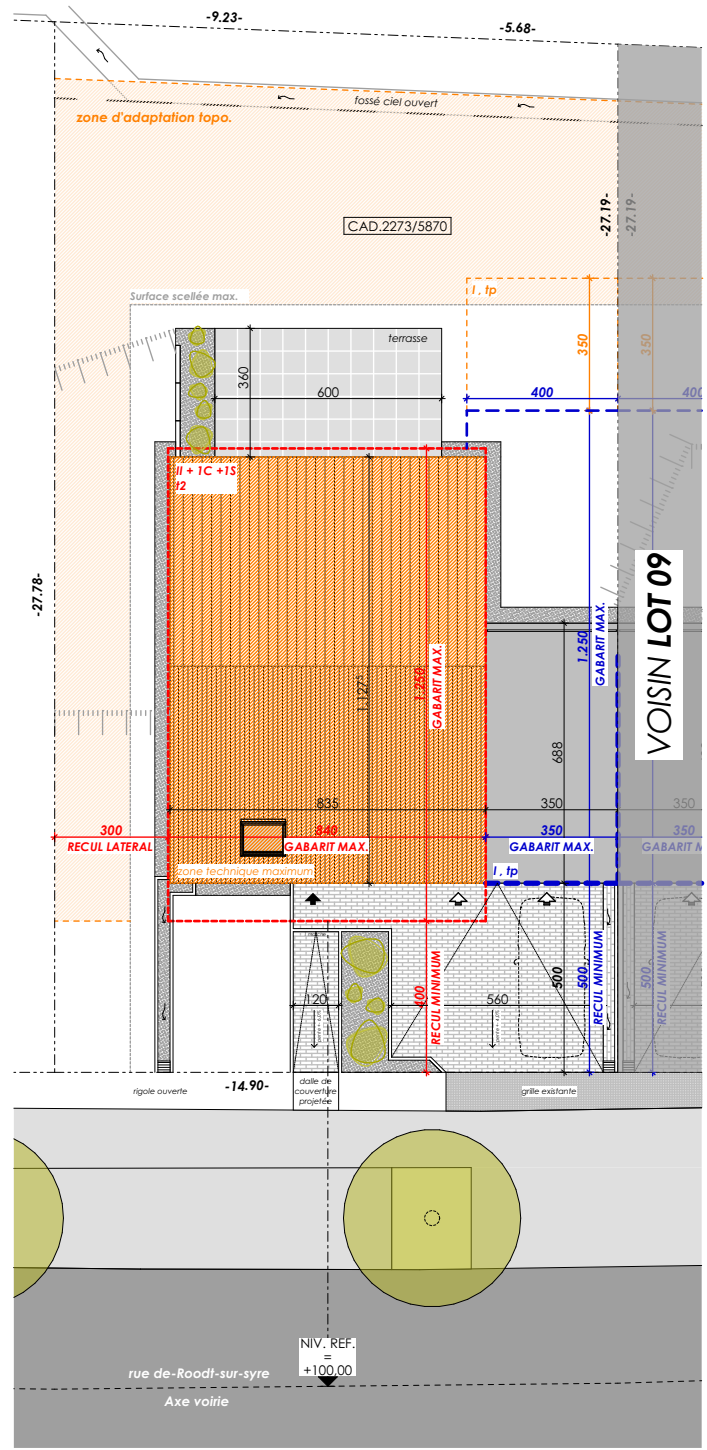 -9.23-
-5.68-
fossé ciel ouvert
zone d'adaptation topo.
-27.19-
-27.19-
CAD.2273/5870
Surface scellée max.
I , tp
350
350
terrasse
360
600
400
400
II + 1C +1S
t2
-27.78-
VOISIN LOT 09
1.250
GABARIT MAX.
1.250
GABARIT MAX.
1.127⁵
688
835
350
350
300
RECUL LATERAL
840
GABARIT MAX.
350
GABARIT MAX.
350
GABARIT M
zone technique maximum
I , tp
120
560
400
RECUL MINIMUM
500
500
RECUL MINIMUM
500
RECUL MINIMUM
rigole ouverte
-14.90-
dalle de
couverture
projetée
grille existante
NIV. REF.
=
+100,00
rue de-Roodt-sur-syre
Axe voirie